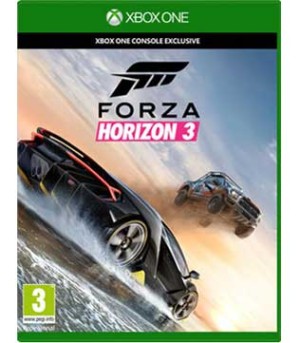 XBOX ONE
XBOX ONE CONSOLE EXCLUSIVE
FORZA
HORIZON 3
3
www.pegi.info